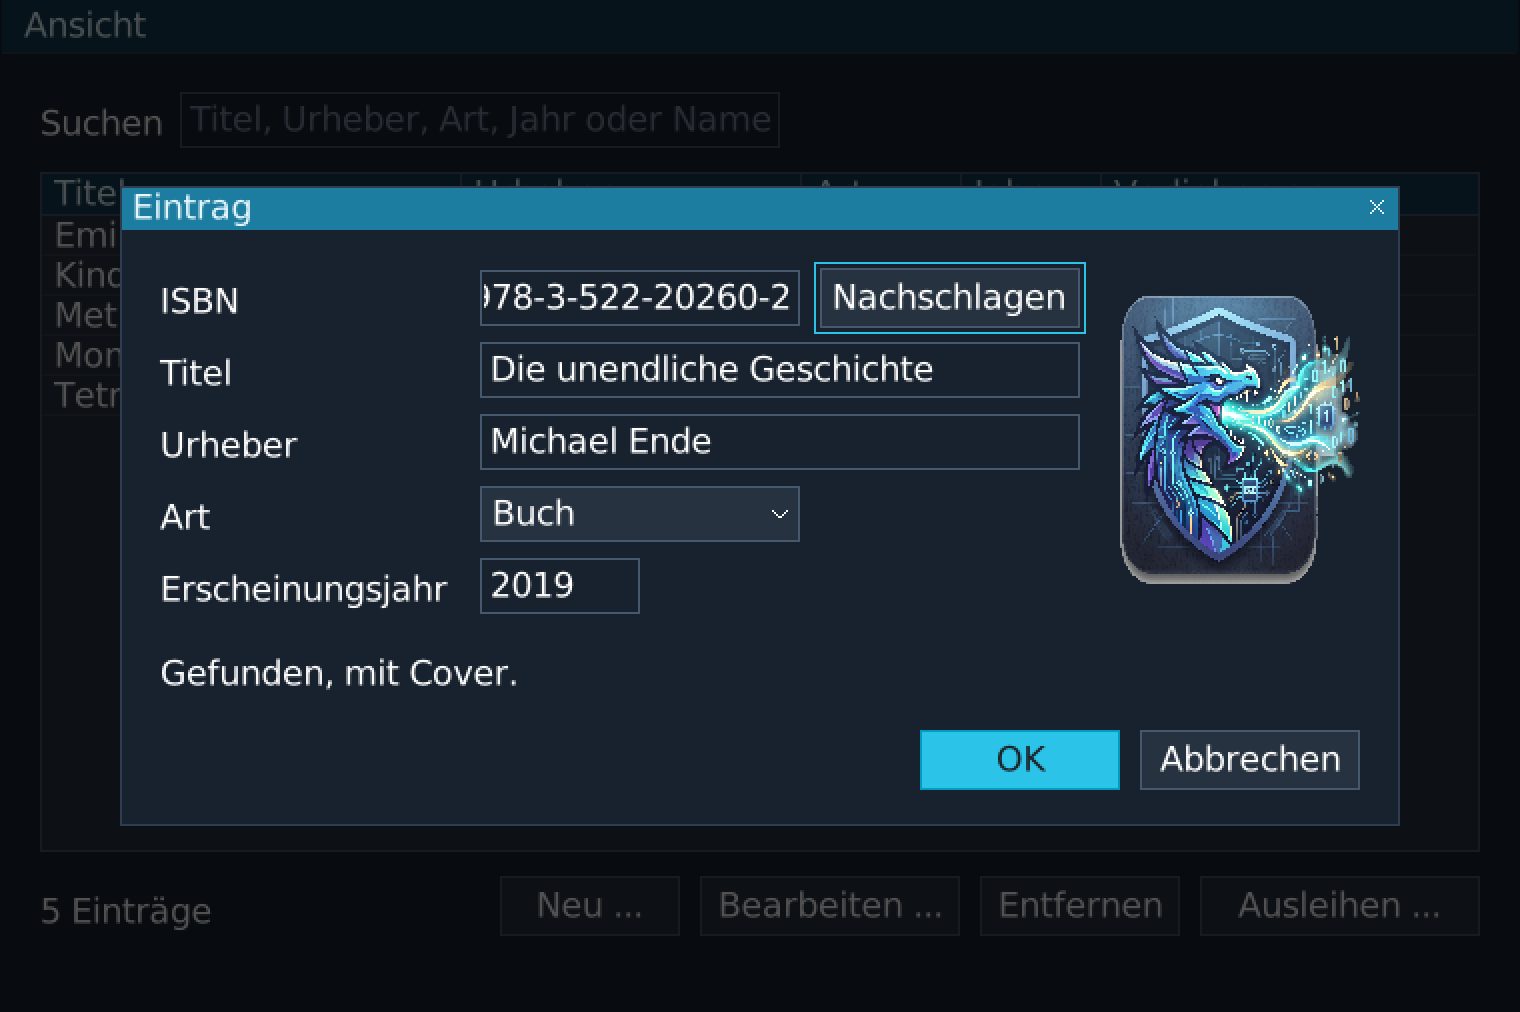 Ansicht
Suchen Titel, Urheber, Art, Jahr oder Name
Eintrag
ISBN 978-3-522-20260-2 Nachschlagen
Titel Die unendliche Geschichte
Urheber Michael Ende
Art Buch
Erscheinungsjahr 2019
Gefunden, mit Cover.
OK Abbrechen
5 Einträge Neu ... Bearbeiten ... Entfernen Ausleihen ...